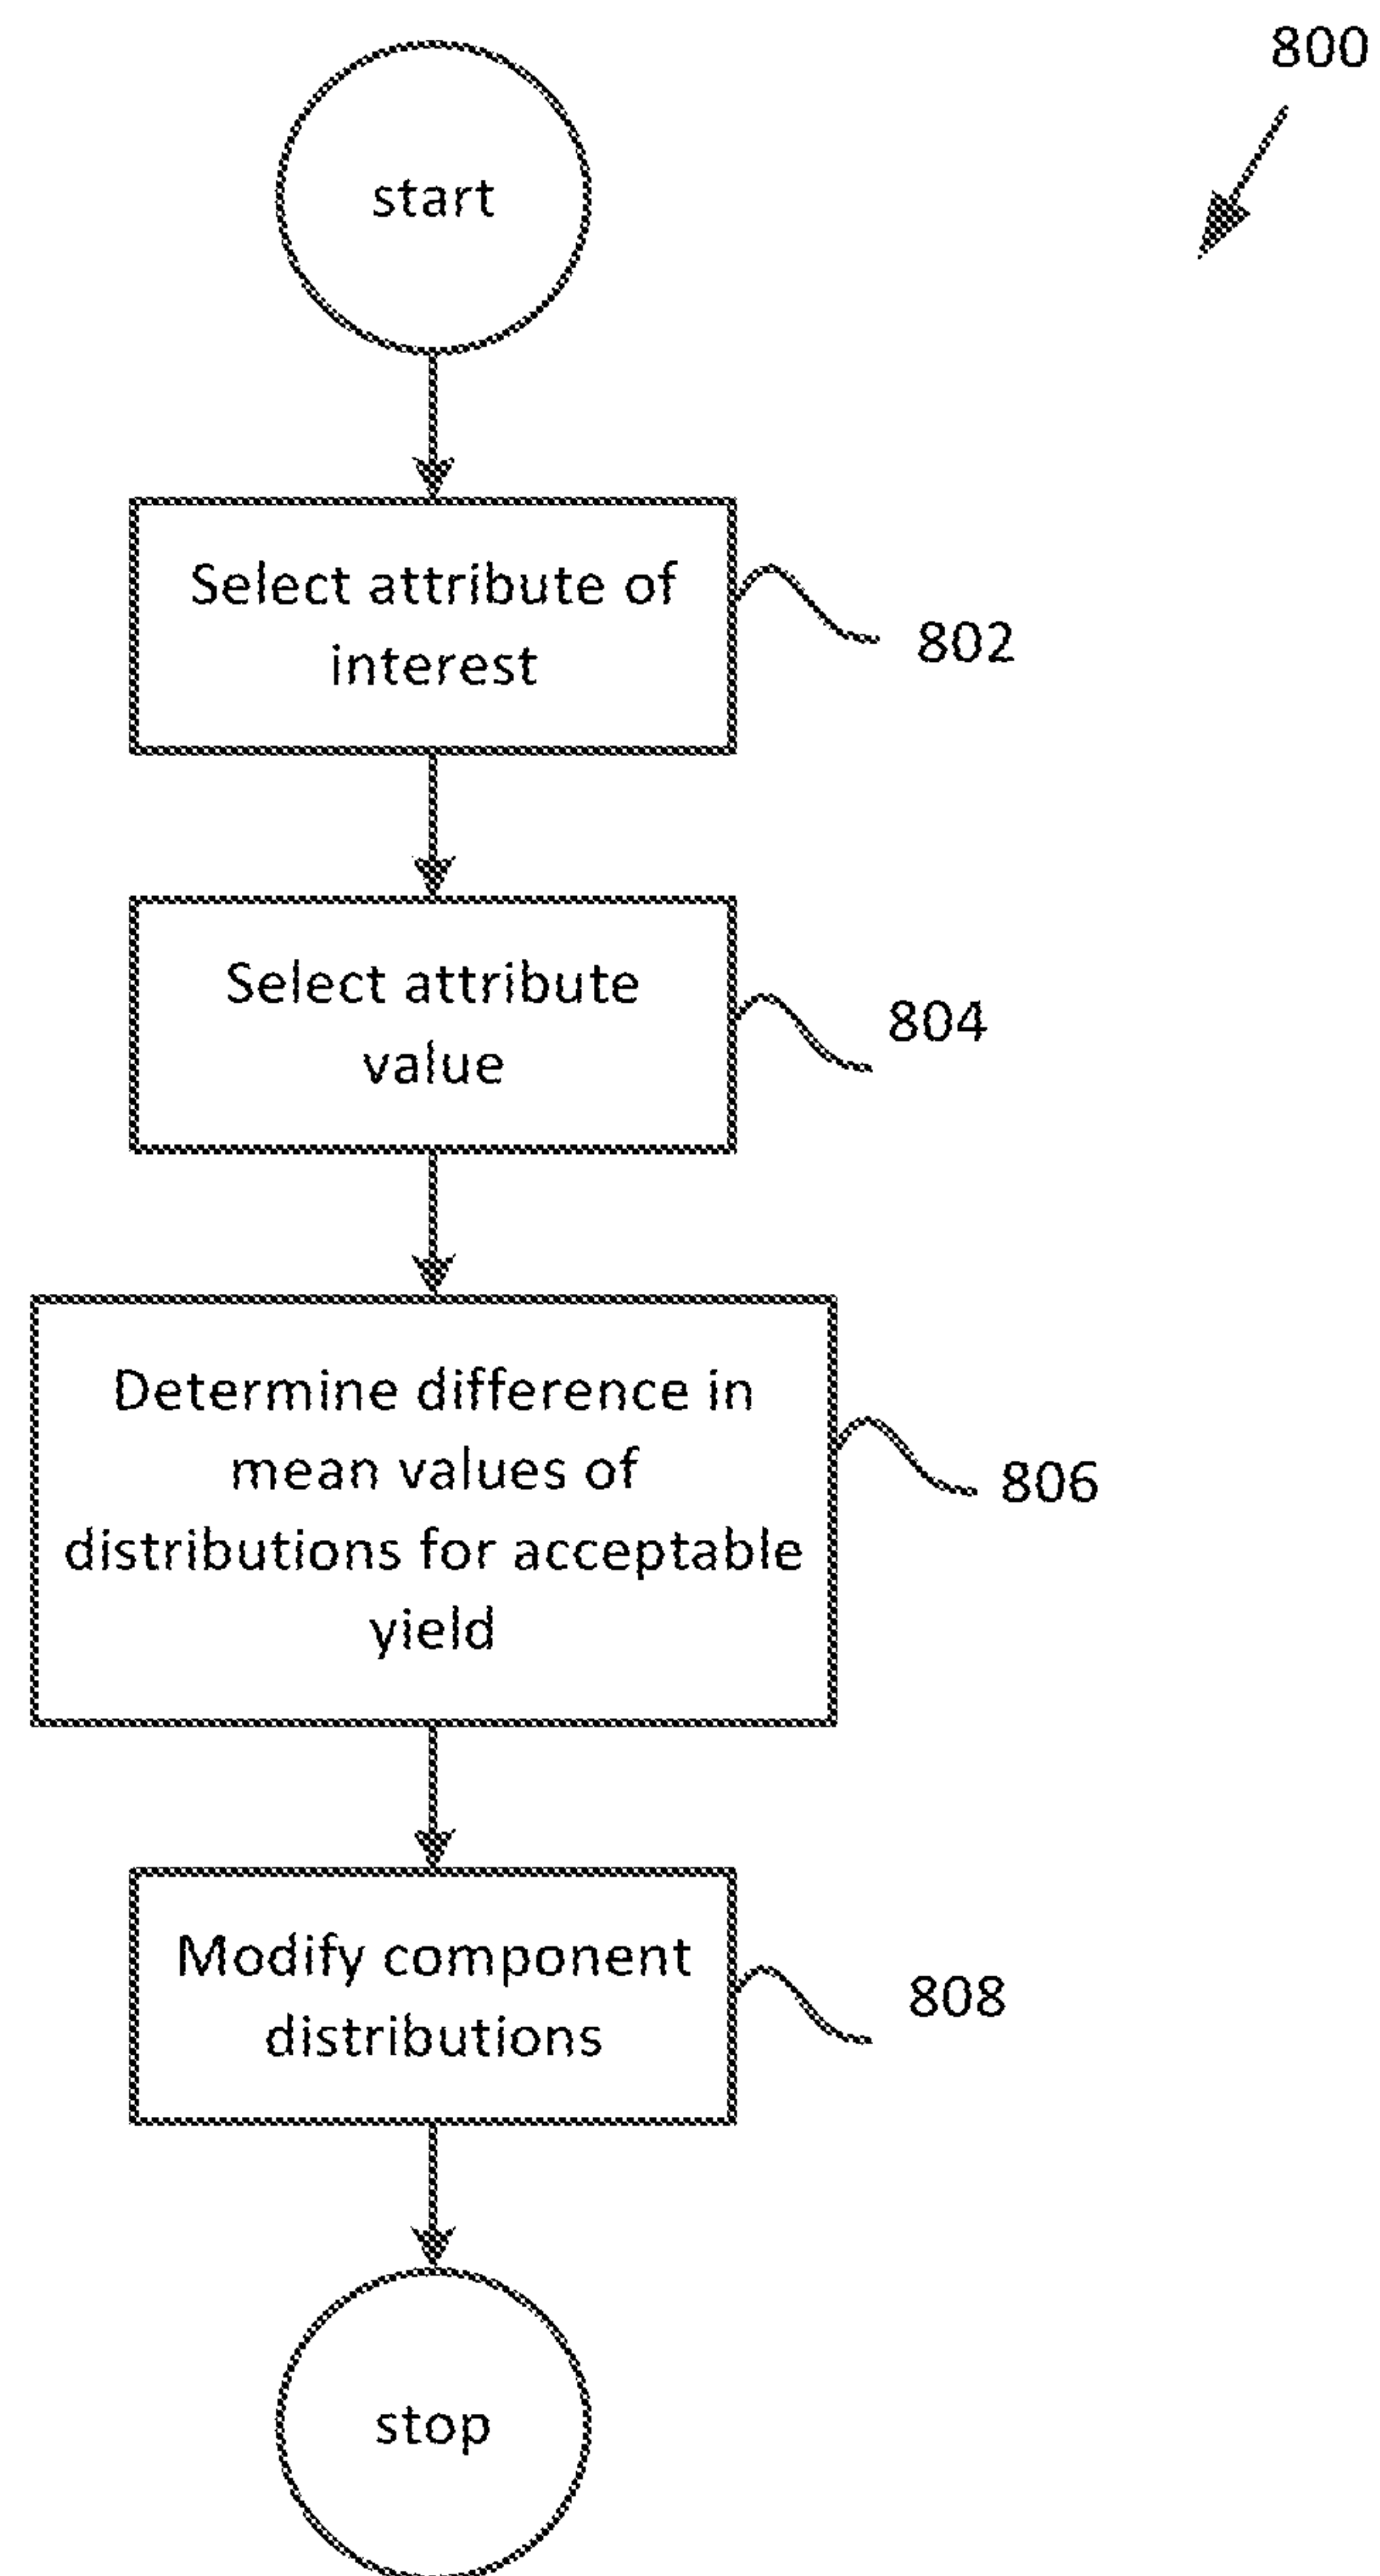 800
start
Select attribute of
interest
802
Select attribute
value
804
Determine difference in
mean values of
distributions for acceptable
yield
806
Modify component
distributions
808
stop